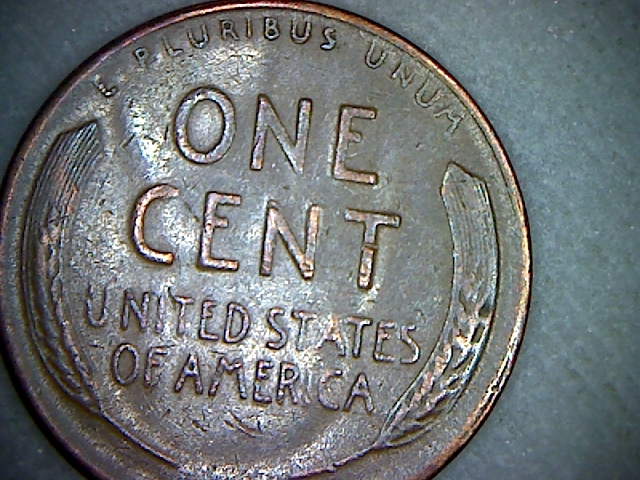 E PLURIBUS UNUM
ONE
CENT
UNITED STATES
OF AMERICA